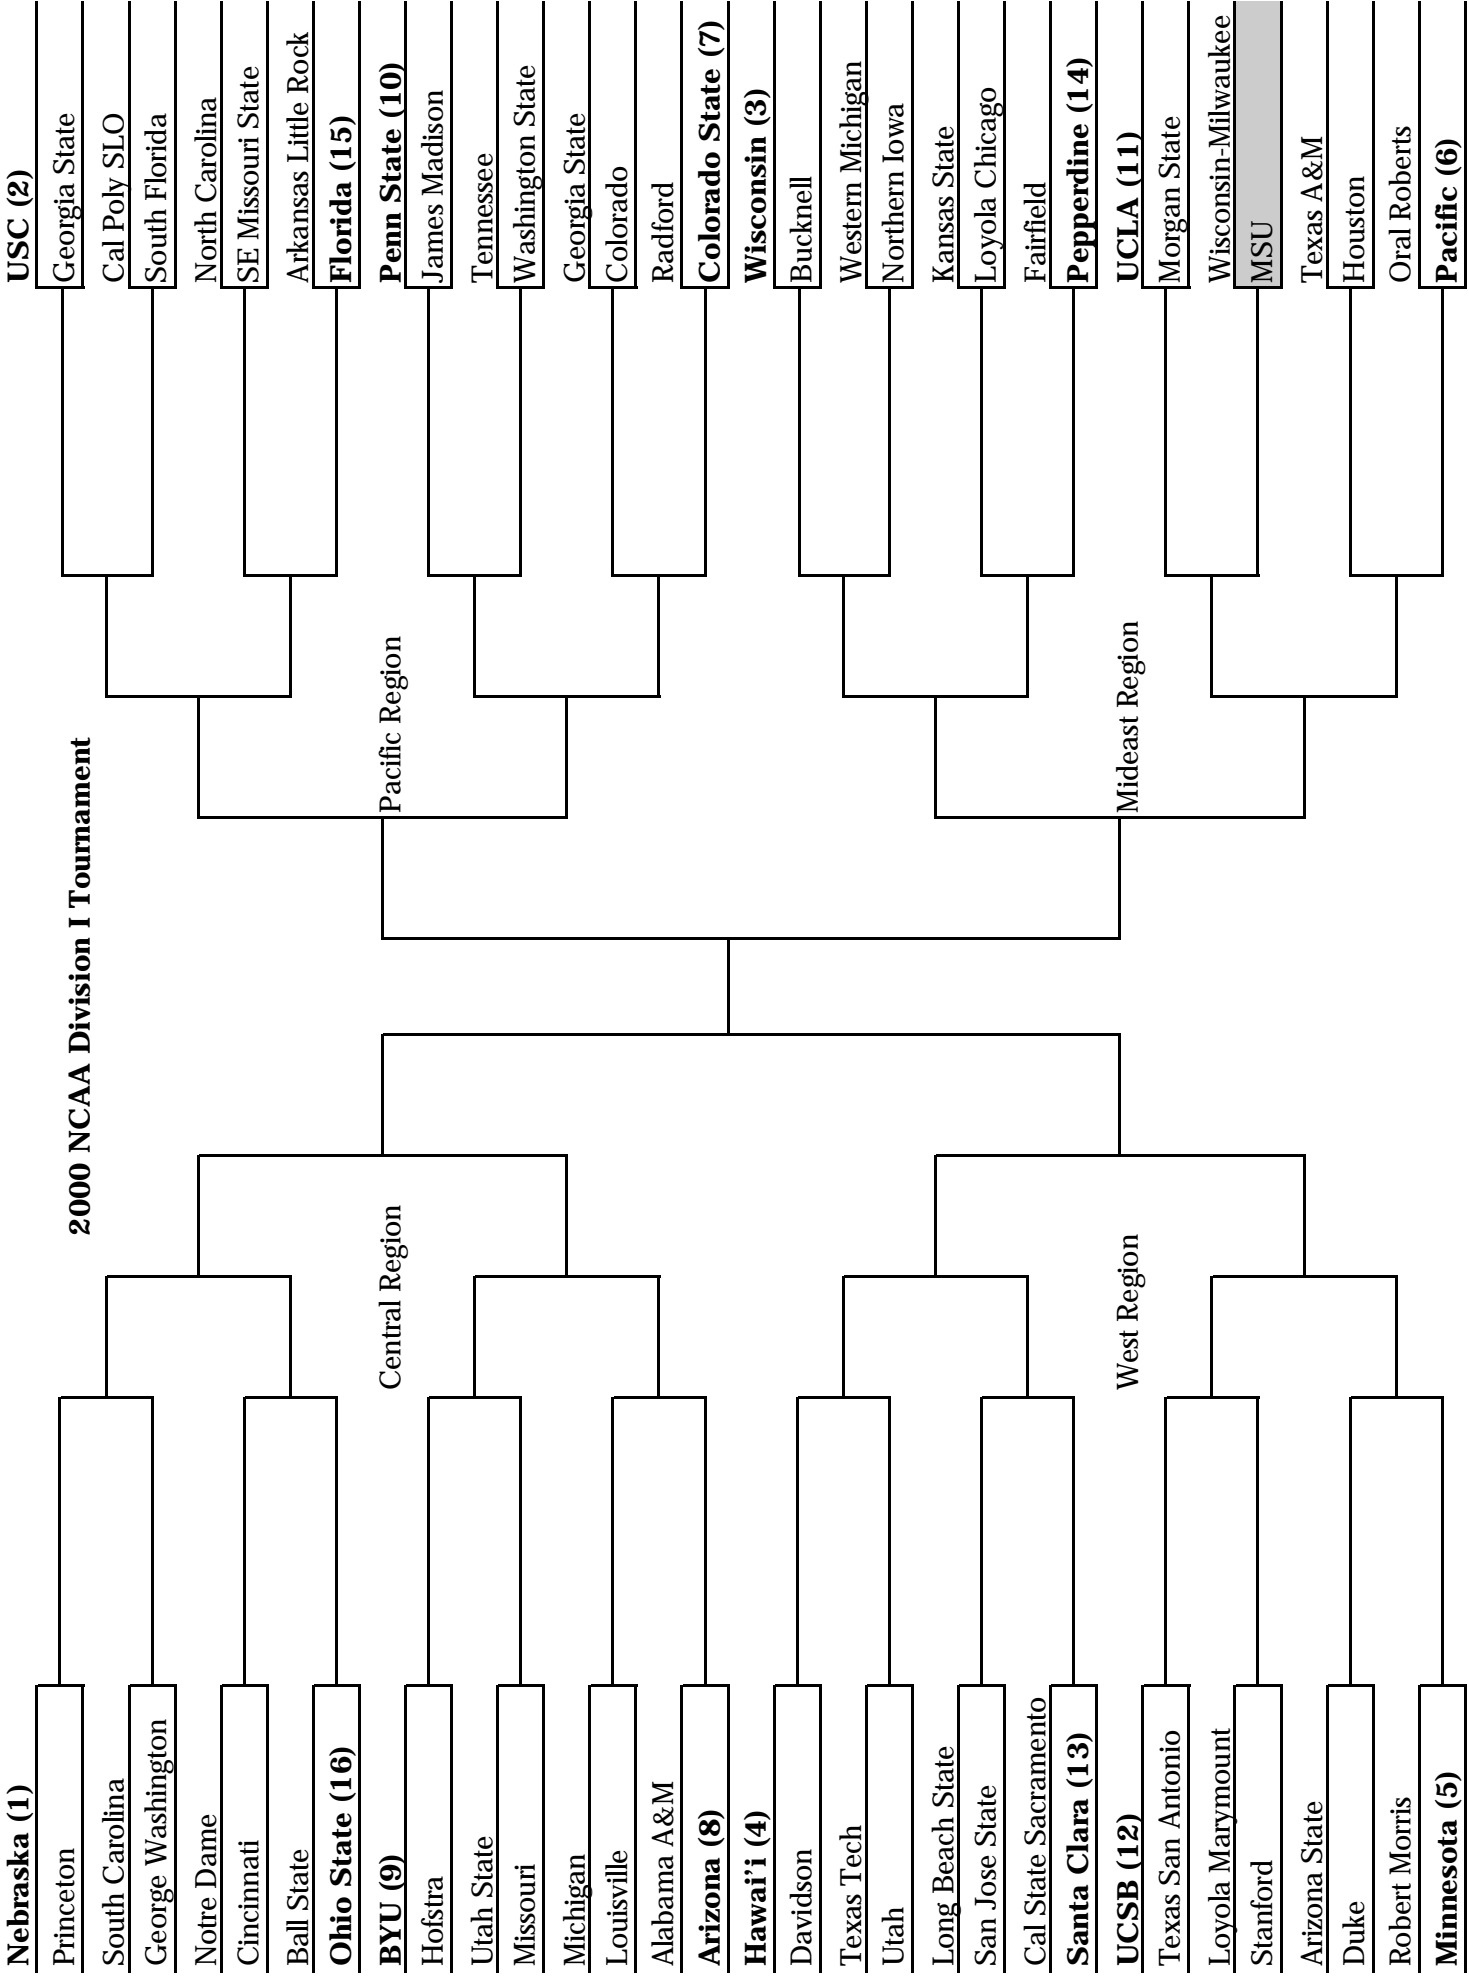 2000 NCAA Division I Tournament
Nebraska (1)
Princeton
South Carolina
George Washington
Notre Dame
Cincinnati
Ball State
Ohio State (16)
BYU (9)
Hofstra
Utah State
Missouri
Michigan
Louisville
Alabama A&M
Arizona (8)
Hawai'i (4)
Davidson
Texas Tech
Utah
Long Beach State
San Jose State
Cal State Sacramento
Santa Clara (13)
UCSB (12)
Texas San Antonio
Loyola Marymount
Stanford
Arizona State
Duke
Robert Morris
Minnesota (5)
Central Region
West Region
Pacific Region
Mideast Region
USC (2)
Georgia State
Cal Poly SLO
South Florida
North Carolina
SE Missouri State
Arkansas Little Rock
Florida (15)
Penn State (10)
James Madison
Tennessee
Washington State
Georgia State
Colorado
Radford
Colorado State (7)
Wisconsin (3)
Bucknell
Western Michigan
Northern Iowa
Kansas State
Loyola Chicago
Fairfield
Pepperdine (14)
UCLA (11)
Morgan State
Wisconsin-Milwaukee
MSU
Texas A&M
Houston
Oral Roberts
Pacific (6)